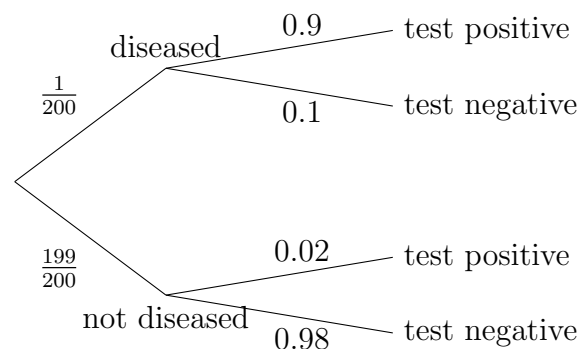 0.9
test positive
diseased
1/200
0.1
test negative
199/200
0.02
test positive
not diseased
0.98
test negative